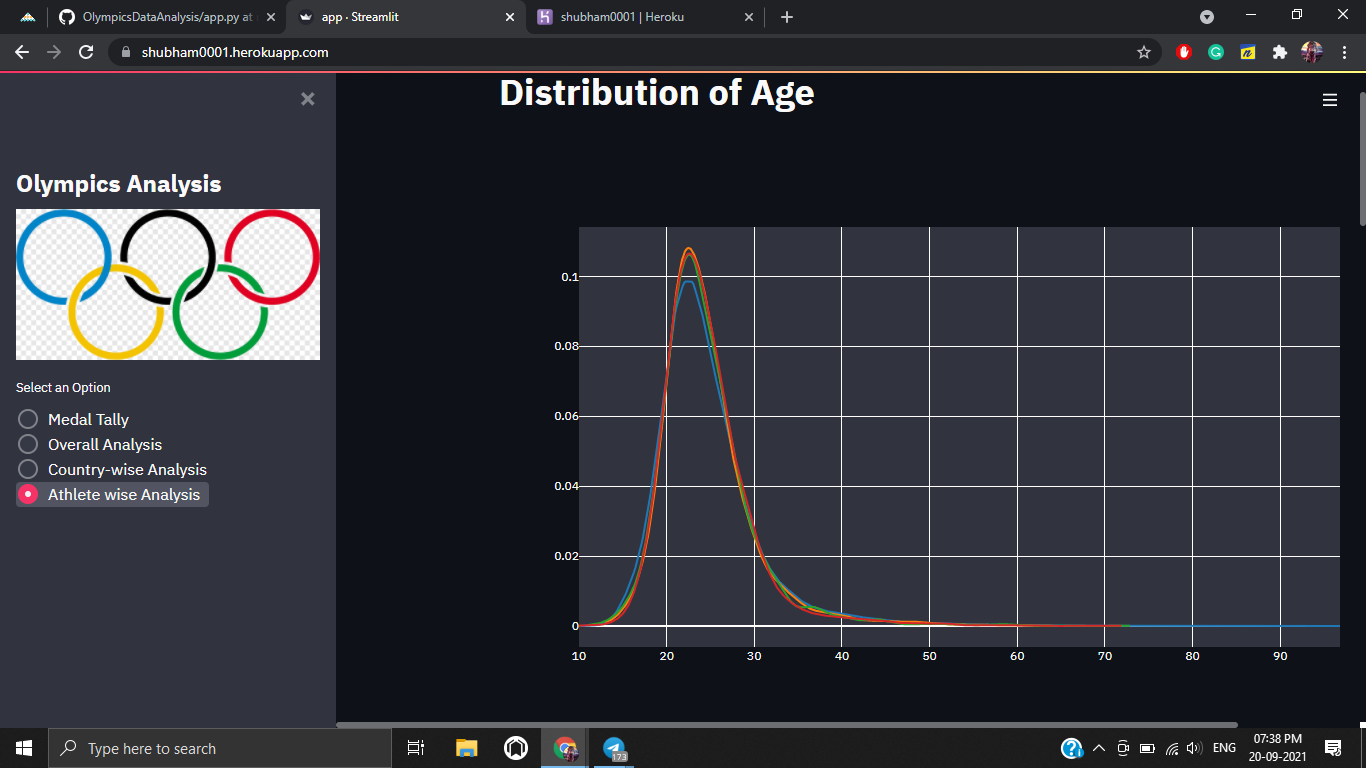 OlympicsDataAnalysis/app.py at
app · Streamlit
shubham0001 | Heroku
shubham0001.herokuapp.com
Distribution of Age
Olympics Analysis
Select an Option
Medal Tally
Overall Analysis
Country-wise Analysis
Athlete wise Analysis
0.1
0.08
0.06
0.04
0.02
0
10 20 30 40 50 60 70 80 90
Type here to search
173
ENG
07:38 PM
20-09-2021